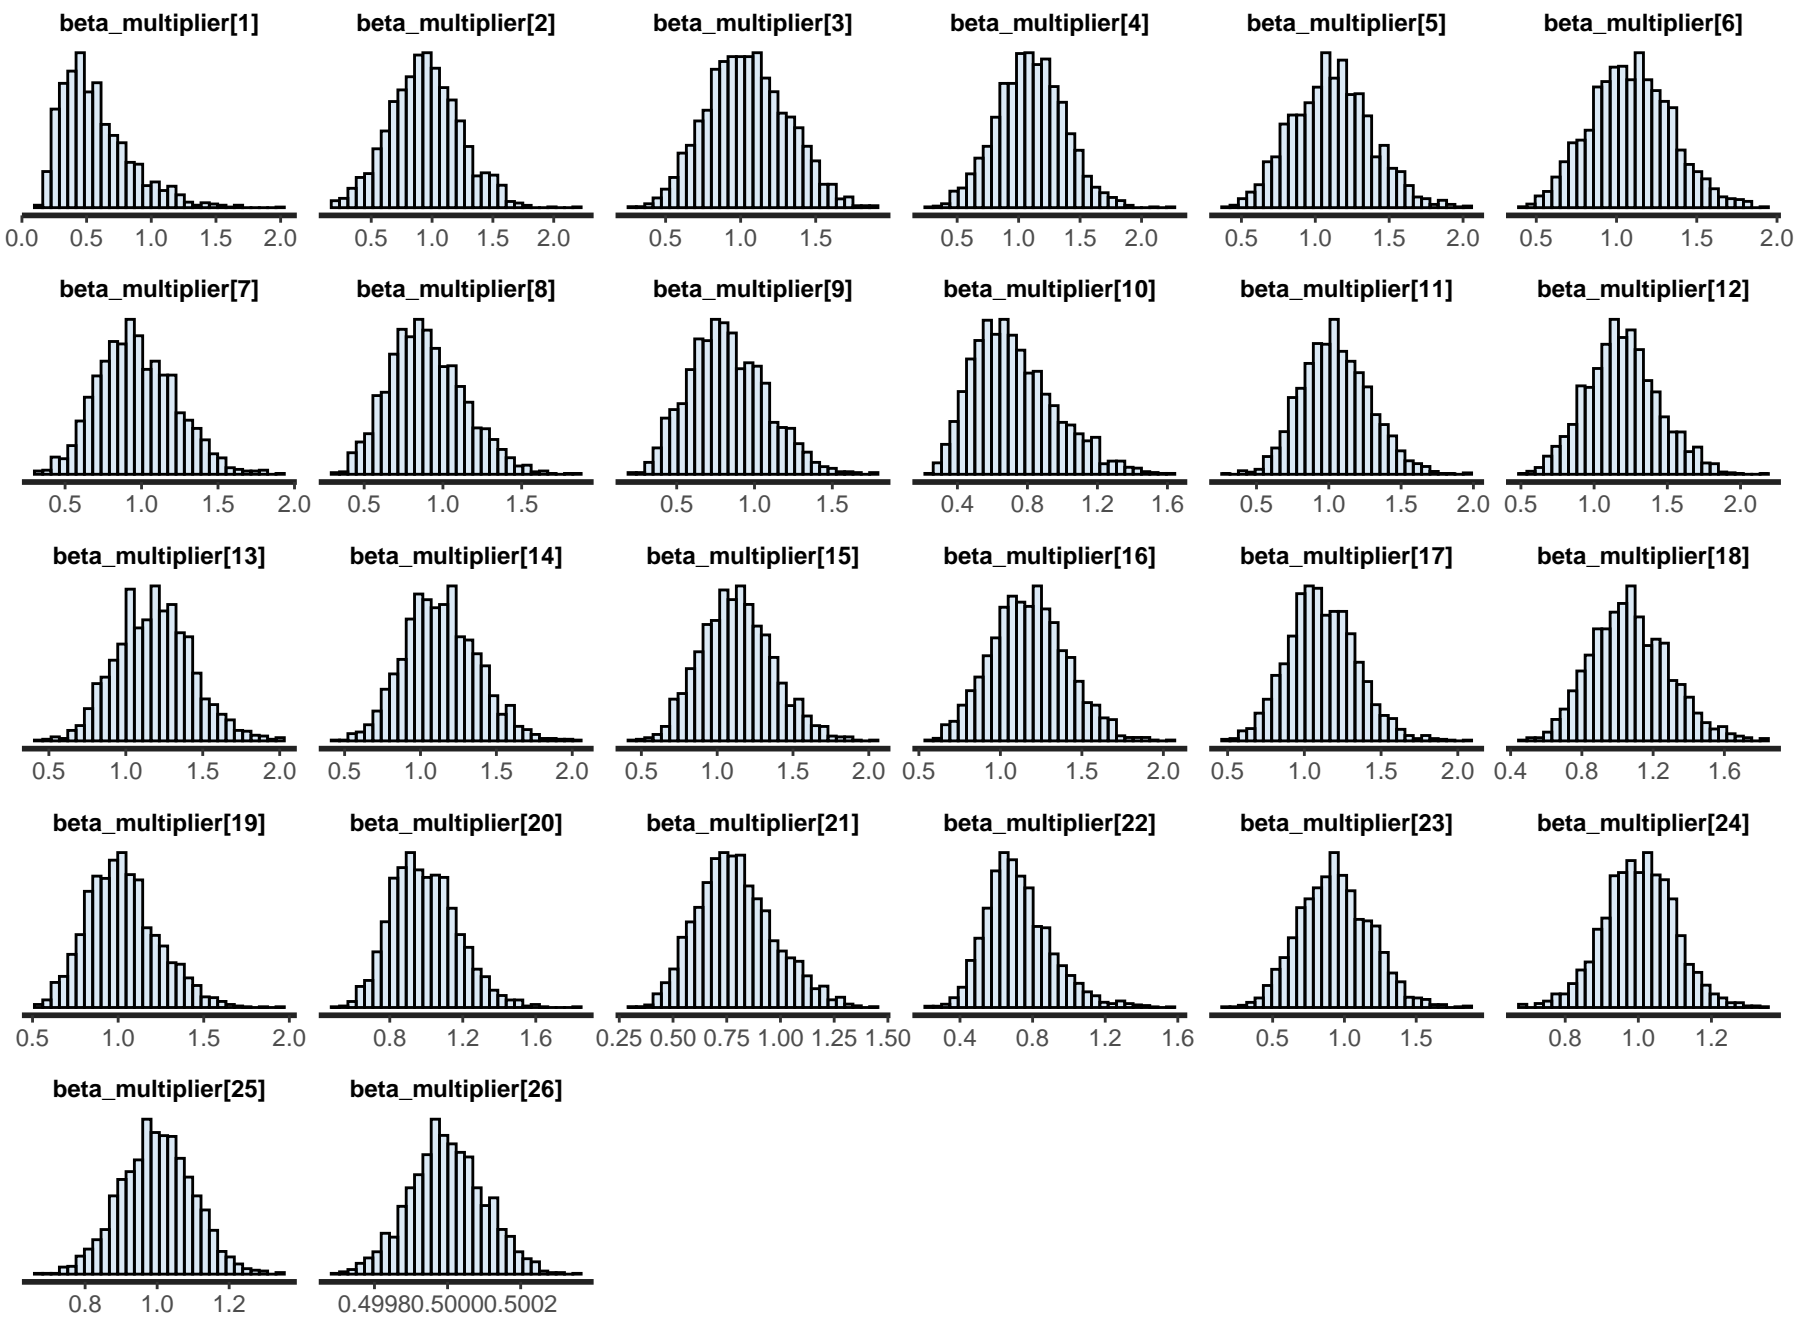 beta_multiplier[1] beta_multiplier[2] beta_multiplier[3] beta_multiplier[4] beta_multiplier[5] beta_multiplier[6]
0.0 0.5 1.0 1.5 2.0 0.5 1.0 1.5 2.0 0.5 1.0 1.5 0.5 1.0 1.5 2.0 0.5 1.0 1.5 2.0 0.5 1.0 1.5 2.0
beta_multiplier[7] beta_multiplier[8] beta_multiplier[9] beta_multiplier[10] beta_multiplier[11] beta_multiplier[12]
0.5 1.0 1.5 2.0 0.5 1.0 1.5 0.5 1.0 1.5 0.4 0.8 1.2 1.6 0.5 1.0 1.5 2.0 0.5 1.0 1.5 2.0
beta_multiplier[13] beta_multiplier[14] beta_multiplier[15] beta_multiplier[16] beta_multiplier[17] beta_multiplier[18]
0.5 1.0 1.5 2.0 0.5 1.0 1.5 2.0 0.5 1.0 1.5 2.0 0.5 1.0 1.5 2.0 0.5 1.0 1.5 2.0 0.4 0.8 1.2 1.6
beta_multiplier[19] beta_multiplier[20] beta_multiplier[21] beta_multiplier[22] beta_multiplier[23] beta_multiplier[24]
0.5 1.0 1.5 2.0 0.8 1.2 1.6 0.25 0.50 0.75 1.00 1.25 1.50 0.4 0.8 1.2 1.6 0.5 1.0 1.5 0.8 1.0 1.2
beta_multiplier[25] beta_multiplier[26]
0.8 1.0 1.2 0.4998 0.5000 0.5002